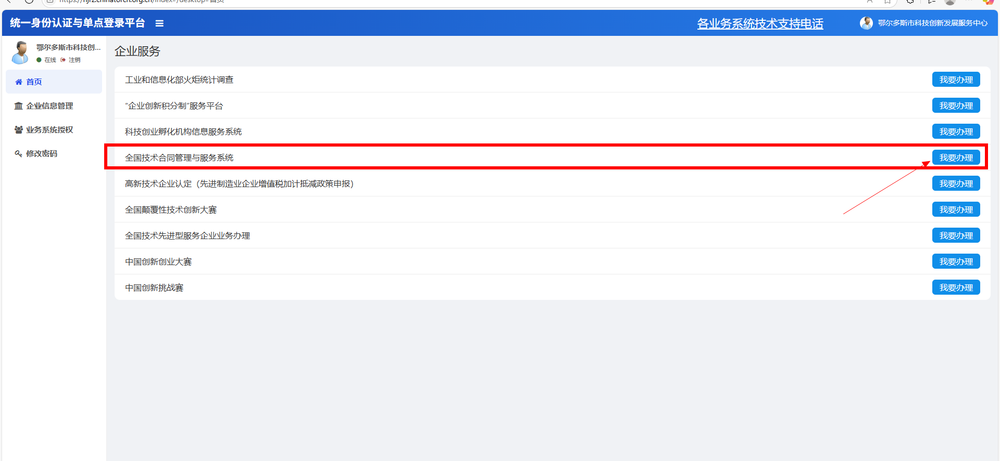 统一身份认证与单点登录平台
各业务系统技术支持电话
鄂尔多斯市科技创新发展服务中心
鄂尔多斯市科技创...
在线 注销
首页
企业信息管理
业务系统授权
修改密码
企业服务
工业和信息化部火炬统计调查 我要办理
“企业创新积分制”服务平台 我要办理
科技创业孵化机构信息服务系统 我要办理
全国技术合同管理与服务系统 我要办理
高新技术企业认定（先进制造业企业增值税加计抵减政策申报） 我要办理
全国颠覆性技术创新大赛 我要办理
全国技术先进型服务企业业务办理 我要办理
中国创新创业大赛 我要办理
中国创新挑战赛 我要办理